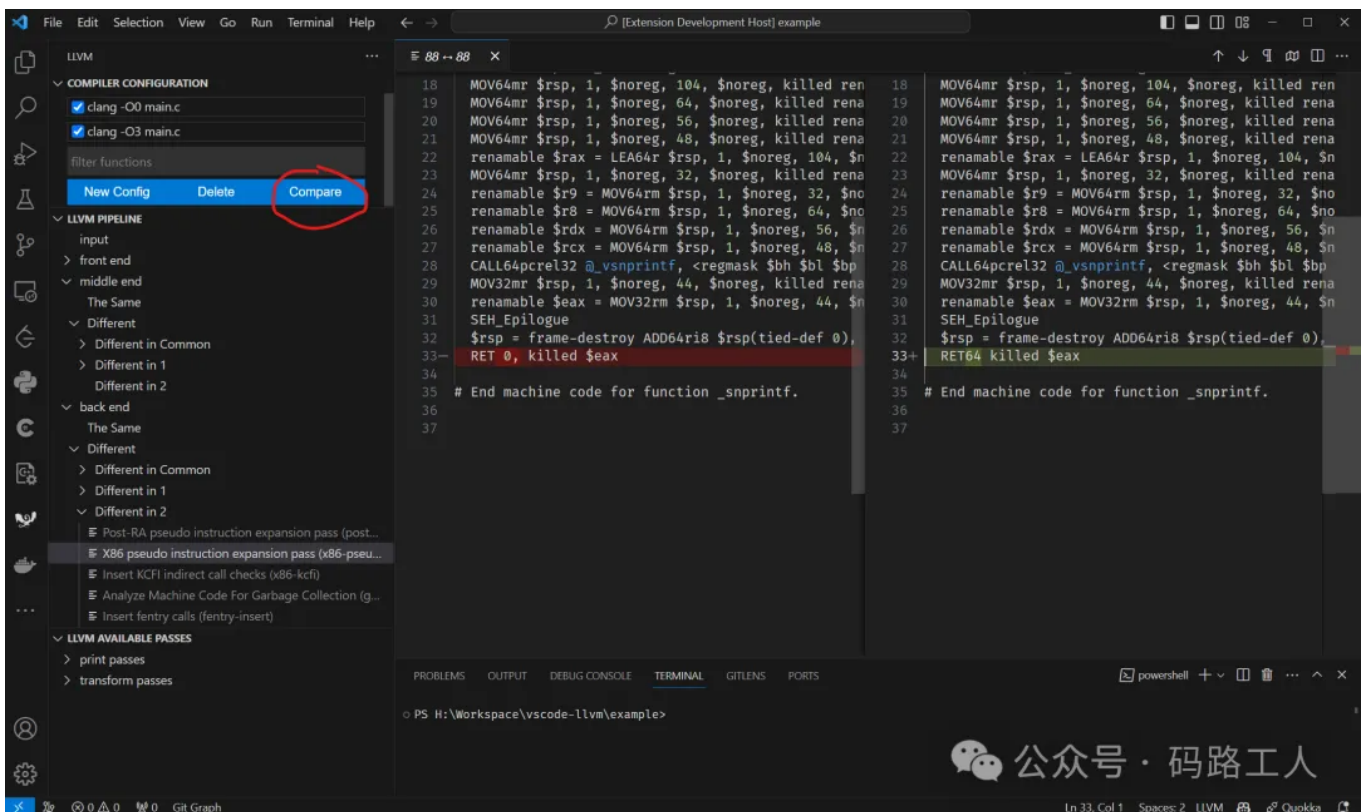 File Edit Selection View Go Run Terminal Help
[Extension Development Host] example
LLVM
COMPILER CONFIGURATION
clang -O0 main.c
clang -O3 main.c
filter functions
New Config Delete Compare
LLVM PIPELINE
input
front end
middle end
The Same
Different
Different in Common
Different in 1
Different in 2
back end
The Same
Different
Different in Common
Different in 1
Different in 2
Post-RA pseudo instruction expansion pass (post...
X86 pseudo instruction expansion pass (x86-pseu...
Insert KCFI indirect call checks (x86-kcfi)
Analyze Machine Code For Garbage Collection (g...
Insert fentry calls (fentry-insert)
LLVM AVAILABLE PASSES
print passes
transform passes
88 ↔ 88
18 MOV64mr $rsp, 1, $noreg, 104, $noreg, killed ren
19 MOV64mr $rsp, 1, $noreg, 64, $noreg, killed rena
20 MOV64mr $rsp, 1, $noreg, 56, $noreg, killed rena
21 MOV64mr $rsp, 1, $noreg, 48, $noreg, killed rena
22 renamable $rax = LEA64r $rsp, 1, $noreg, 104, $n
23 MOV64mr $rsp, 1, $noreg, 32, $noreg, killed rena
24 renamable $r9 = MOV64rm $rsp, 1, $noreg, 32, $no
25 renamable $r8 = MOV64rm $rsp, 1, $noreg, 64, $no
26 renamable $rdx = MOV64rm $rsp, 1, $noreg, 56, $n
27 renamable $rcx = MOV64rm $rsp, 1, $noreg, 48, $n
28 CALL64pcrel32 @_vsnprintf, <regmask $bh $bl $bp
29 MOV32mr $rsp, 1, $noreg, 44, $noreg, killed rena
30 renamable $eax = MOV32rm $rsp, 1, $noreg, 44, $n
31 SEH_Epilogue
32 $rsp = frame-destroy ADD64ri8 $rsp(tied-def 0),
33− RET 0, killed $eax
34
35 # End machine code for function _snprintf.
36
37
18 MOV64mr $rsp, 1, $noreg, 104, $noreg, killed ren
19 MOV64mr $rsp, 1, $noreg, 64, $noreg, killed rena
20 MOV64mr $rsp, 1, $noreg, 56, $noreg, killed rena
21 MOV64mr $rsp, 1, $noreg, 48, $noreg, killed rena
22 renamable $rax = LEA64r $rsp, 1, $noreg, 104, $n
23 MOV64mr $rsp, 1, $noreg, 32, $noreg, killed rena
24 renamable $r9 = MOV64rm $rsp, 1, $noreg, 32, $no
25 renamable $r8 = MOV64rm $rsp, 1, $noreg, 64, $no
26 renamable $rdx = MOV64rm $rsp, 1, $noreg, 56, $n
27 renamable $rcx = MOV64rm $rsp, 1, $noreg, 48, $n
28 CALL64pcrel32 @_vsnprintf, <regmask $bh $bl $bp
29 MOV32mr $rsp, 1, $noreg, 44, $noreg, killed rena
30 renamable $eax = MOV32rm $rsp, 1, $noreg, 44, $n
31 SEH_Epilogue
32 $rsp = frame-destroy ADD64ri8 $rsp(tied-def 0),
33+ RET64 killed $eax
34
35 # End machine code for function _snprintf.
36
37
PROBLEMS OUTPUT DEBUG CONSOLE TERMINAL GITLENS PORTS
powershell
PS H:\Workspace\vscode-llvm\example>
公众号 · 码路工人
0 0 0 Git Graph
Ln 33, Col 1 Spaces: 2 LLVM Quokka